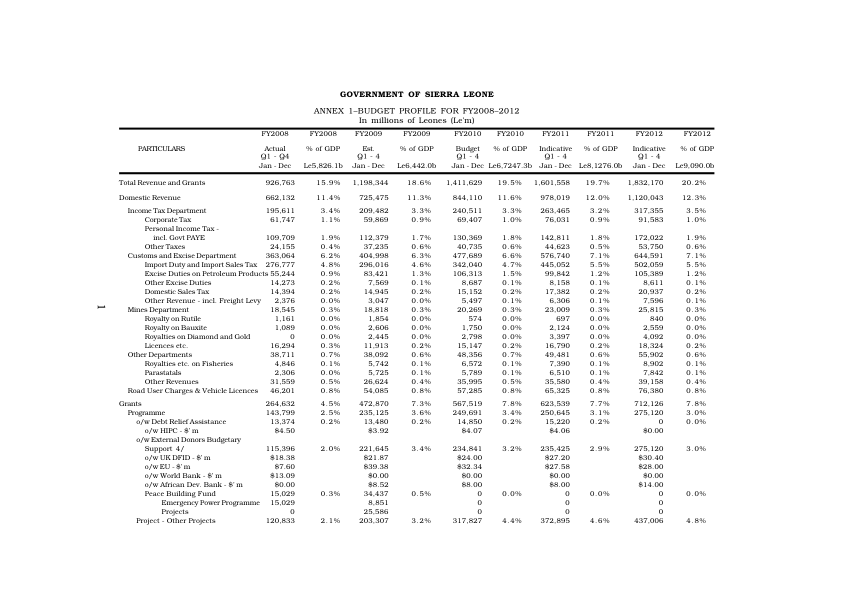 GOVERNMENT OF SIERRA LEONE
ANNEX 1–BUDGET PROFILE FOR FY2008–2012
In millions of Leones (Le'm)
FY2008 FY2008 FY2009 FY2009 FY2010 FY2010 FY2011 FY2011 FY2012 FY2012
PARTICULARS Actual % of GDP Est. % of GDP Budget % of GDP Indicative % of GDP Indicative % of GDP
Q1 - Q4 Q1 - 4 Q1 - 4 Q1 - 4 Q1 - 4
Jan - Dec Le5,826.1b Jan - Dec Le6,442.0b Jan - Dec Le6,7247.3b Jan - Dec Le8,1276.0b Jan - Dec Le9,090.0b
Total Revenue and Grants 926,763 15.9% 1,198,344 18.6% 1,411,629 19.5% 1,601,558 19.7% 1,832,170 20.2%
Domestic Revenue 662,132 11.4% 725,475 11.3% 844,110 11.6% 978,019 12.0% 1,120,043 12.3%
Income Tax Department 195,611 3.4% 209,482 3.3% 240,511 3.3% 263,465 3.2% 317,355 3.5%
Corporate Tax 61,747 1.1% 59,869 0.9% 69,407 1.0% 76,031 0.9% 91,583 1.0%
Personal Income Tax -
incl. Govt PAYE 109,709 1.9% 112,379 1.7% 130,369 1.8% 142,811 1.8% 172,022 1.9%
Other Taxes 24,155 0.4% 37,235 0.6% 40,735 0.6% 44,623 0.5% 53,750 0.6%
Customs and Excise Department 363,064 6.2% 404,998 6.3% 477,689 6.6% 576,740 7.1% 644,591 7.1%
Import Duty and Import Sales Tax 276,777 4.8% 296,016 4.6% 342,040 4.7% 445,052 5.5% 502,059 5.5%
Excise Duties on Petroleum Products 55,244 0.9% 83,421 1.3% 106,313 1.5% 99,842 1.2% 105,389 1.2%
Other Excise Duties 14,273 0.2% 7,569 0.1% 8,687 0.1% 8,158 0.1% 8,611 0.1%
Domestic Sales Tax 14,394 0.2% 14,945 0.2% 15,152 0.2% 17,382 0.2% 20,937 0.2%
Other Revenue - incl. Freight Levy 2,376 0.0% 3,047 0.0% 5,497 0.1% 6,306 0.1% 7,596 0.1%
Mines Department 18,545 0.3% 18,818 0.3% 20,269 0.3% 23,009 0.3% 25,815 0.3%
Royalty on Rutile 1,161 0.0% 1,854 0.0% 574 0.0% 697 0.0% 840 0.0%
Royalty on Bauxite 1,089 0.0% 2,606 0.0% 1,750 0.0% 2,124 0.0% 2,559 0.0%
Royalties on Diamond and Gold 0 0.0% 2,445 0.0% 2,798 0.0% 3,397 0.0% 4,092 0.0%
Licences etc. 16,294 0.3% 11,913 0.2% 15,147 0.2% 16,790 0.2% 18,324 0.2%
Other Departments 38,711 0.7% 38,092 0.6% 48,356 0.7% 49,481 0.6% 55,902 0.6%
Royalties etc. on Fisheries 4,846 0.1% 5,742 0.1% 6,572 0.1% 7,390 0.1% 8,902 0.1%
Parastatals 2,306 0.0% 5,725 0.1% 5,789 0.1% 6,510 0.1% 7,842 0.1%
Other Revenues 31,559 0.5% 26,624 0.4% 35,995 0.5% 35,580 0.4% 39,158 0.4%
Road User Charges & Vehicle Licences 46,201 0.8% 54,085 0.8% 57,285 0.8% 65,325 0.8% 76,380 0.8%
Grants 264,632 4.5% 472,870 7.3% 567,519 7.8% 623,539 7.7% 712,126 7.8%
Programme 143,799 2.5% 235,125 3.6% 249,691 3.4% 250,645 3.1% 275,120 3.0%
o/w Debt Relief Assistance 13,374 0.2% 13,480 0.2% 14,850 0.2% 15,220 0.2% 0 0.0%
o/w HIPC - $' m $4.50 $3.92 $4.07 $4.06 $0.00
o/w External Donors Budgetary
Support 4/ 115,396 2.0% 221,645 3.4% 234,841 3.2% 235,425 2.9% 275,120 3.0%
o/w UK DFID - $' m $18.38 $21.87 $24.00 $27.20 $30.40
o/w EU - $' m $7.60 $39.38 $32.34 $27.58 $28.00
o/w World Bank - $' m $13.09 $0.00 $0.00 $0.00 $0.00
o/w African Dev. Bank - $' m $0.00 $8.52 $8.00 $8.00 $14.00
Peace Building Fund 15,029 0.3% 34,437 0.5% 0 0.0% 0 0.0% 0 0.0%
Emergency Power Programme 15,029 8,851 0 0 0
Projects 0 25,586 0 0 0
Project - Other Projects 120,833 2.1% 203,307 3.2% 317,827 4.4% 372,895 4.6% 437,006 4.8%
1